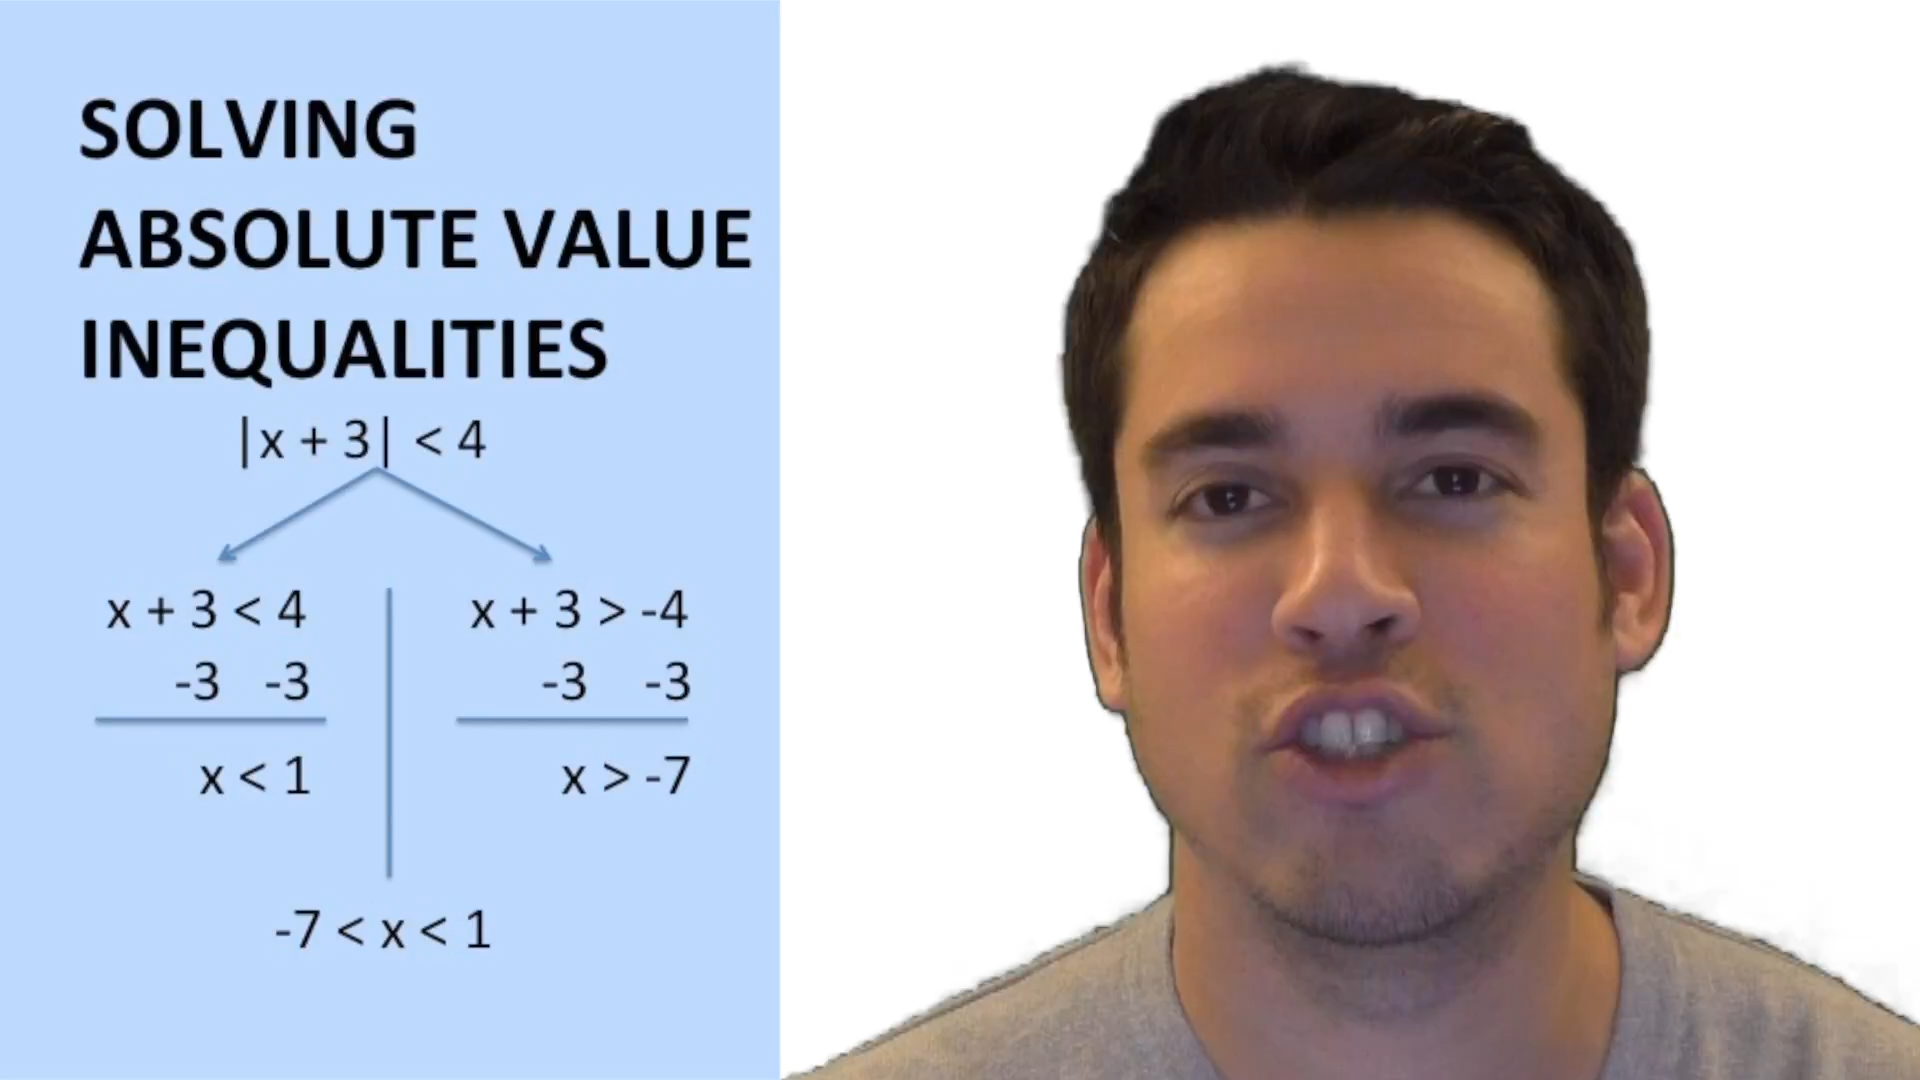 SOLVING
ABSOLUTE VALUE
INEQUALITIES
|x + 3| < 4
x + 3 < 4
x + 3 > -4
-3 -3
-3 -3
x < 1
x > -7
-7 < x < 1